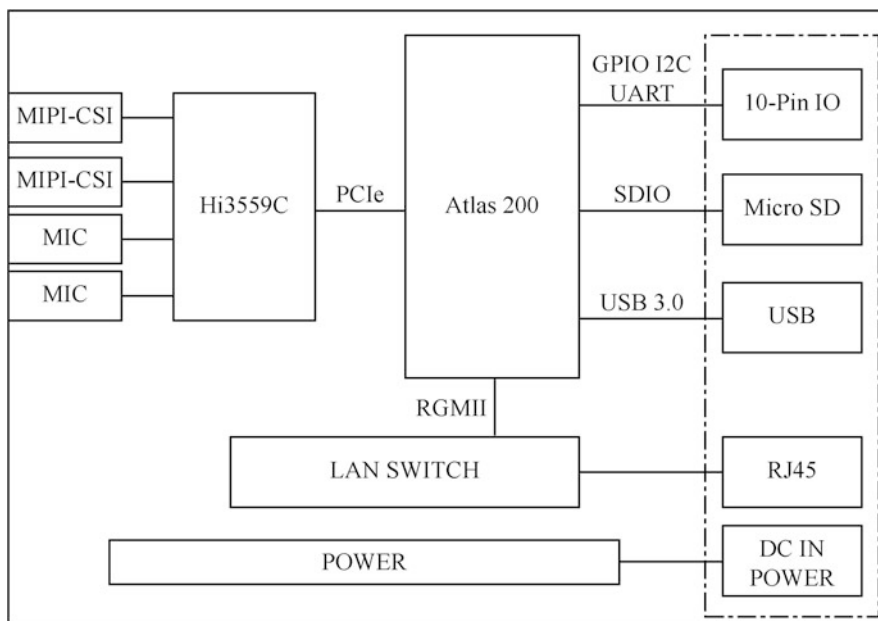 GPIO I2C
UART
10-Pin IO
MIPI-CSI
MIPI-CSI
MIC
MIC
Hi3559C
PCIe
Atlas 200
SDIO
Micro SD
USB 3.0
USB
RGMII
LAN SWITCH
RJ45
POWER
DC IN
POWER